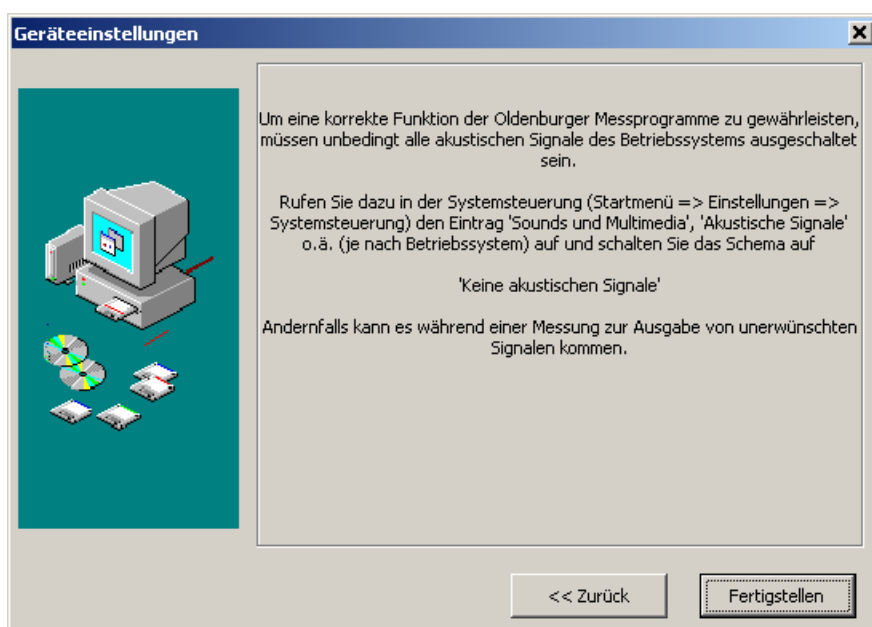 Geräteeinstellungen
Um eine korrekte Funktion der Oldenburger Messprogramme zu gewährleisten,
müssen unbedingt alle akustischen Signale des Betriebssystems ausgeschaltet
sein.
Rufen Sie dazu in der Systemsteuerung (Startmenü => Einstellungen =>
Systemsteuerung) den Eintrag 'Sounds und Multimedia', 'Akustische Signale'
o.ä. (je nach Betriebssystem) auf und schalten Sie das Schema auf
'Keine akustischen Signale'
Andernfalls kann es während einer Messung zur Ausgabe von unerwünschten
Signalen kommen.
<< Zurück
Fertigstellen